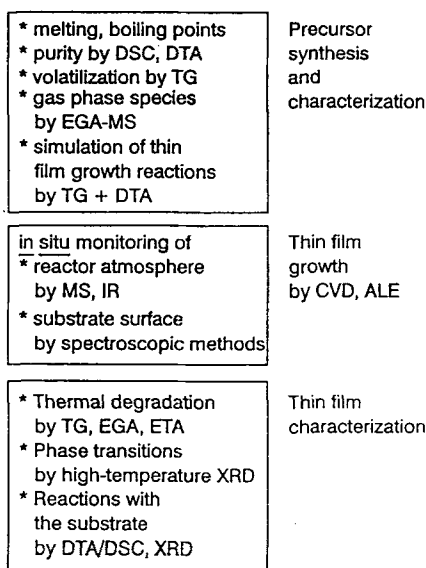 * melting, boiling points
* purity by DSC, DTA
* volatilization by TG
* gas phase species
by EGA-MS
* simulation of thin
film growth reactions
by TG + DTA
Precursor
synthesis
and
characterization
in situ monitoring of
* reactor atmosphere
by MS, IR
* substrate surface
by spectroscopic methods
Thin film
growth
by CVD, ALE
* Thermal degradation
by TG, EGA, ETA
* Phase transitions
by high-temperature XRD
* Reactions with
the substrate
by DTA/DSC, XRD
Thin film
characterization